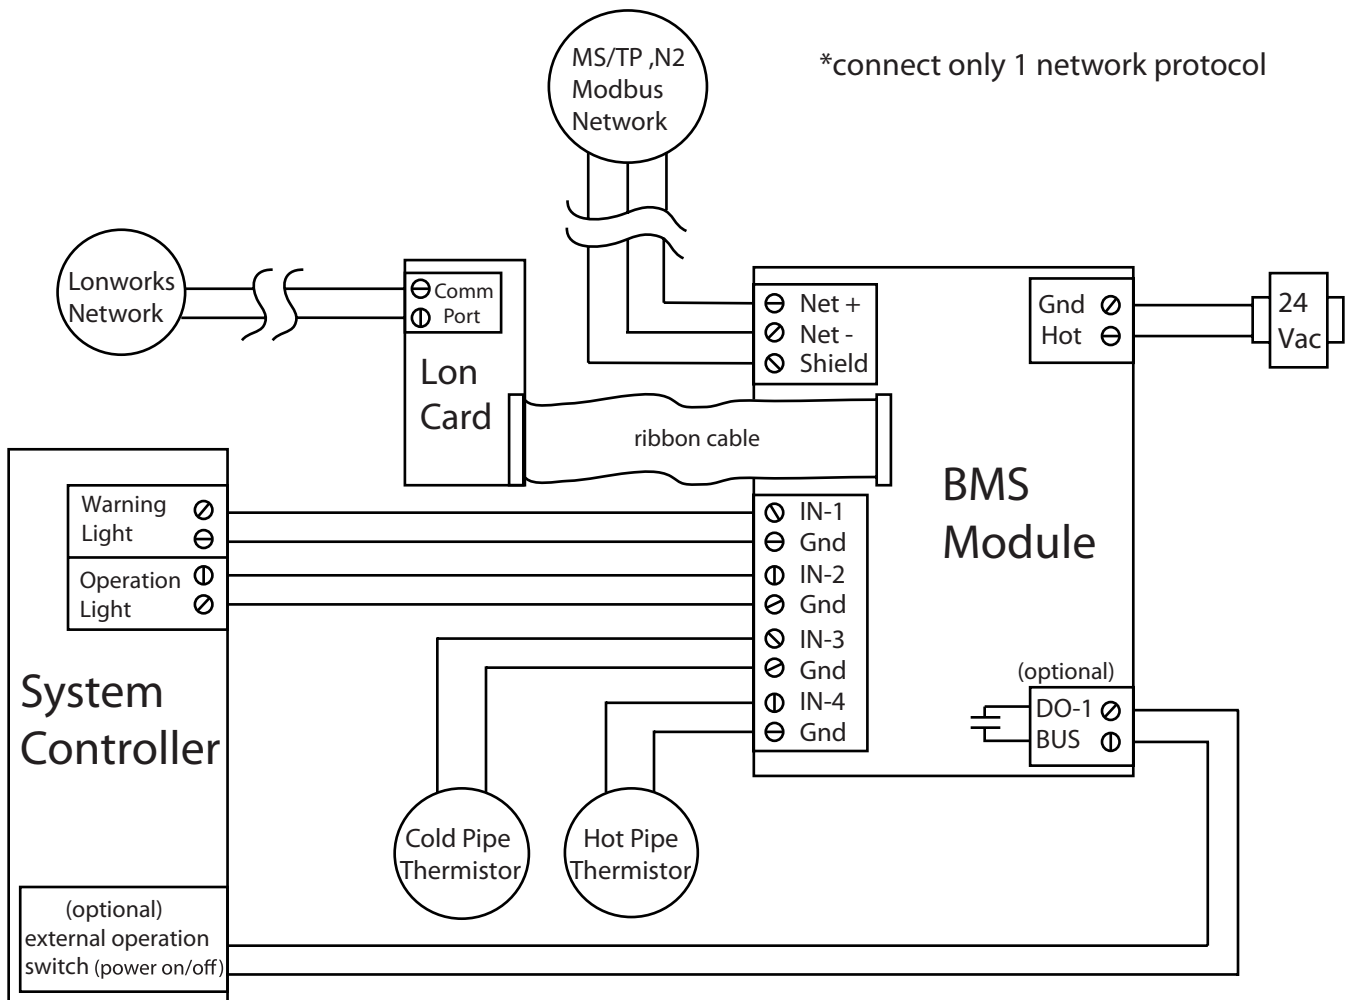 MS/TP ,N2
Modbus
Network
*connect only 1 network protocol
Lonworks
Network
Comm
Port
Lon
Card
Net +
Net -
Shield
Gnd
Hot
24
Vac
ribbon cable
BMS
Module
Warning
Light
Operation
Light
IN-1
Gnd
IN-2
Gnd
IN-3
Gnd
IN-4
Gnd
System
Controller
(optional)
DO-1
BUS
Cold Pipe
Thermistor
Hot Pipe
Thermistor
(optional)
external operation
switch (power on/off)